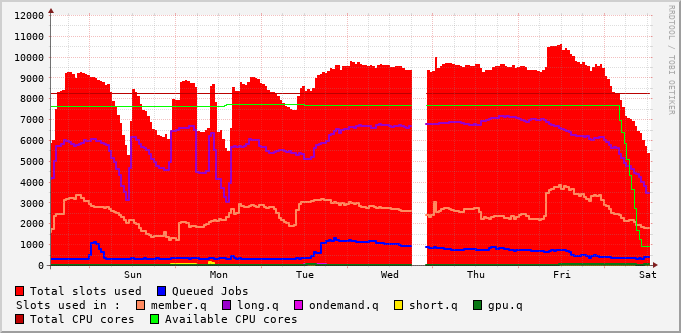 RRDTOOL / TOBI OETIKER
12000
11000
10000
9000
8000
7000
6000
5000
4000
3000
2000
1000
0
Sun Mon Tue Wed Thu Fri Sat
Total slots used Queued Jobs
Slots used in : member.q long.q ondemand.q short.q gpu.q
Total CPU cores Available CPU cores